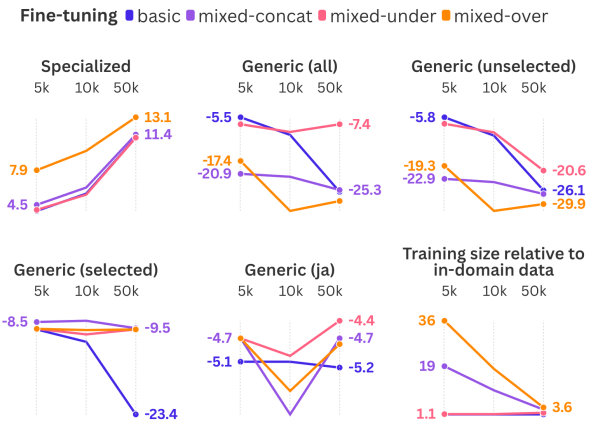 Fine-tuning basic mixed-concat mixed-under mixed-over
Specialized
5k 10k 50k
13.1
11.4
7.9
4.5
Generic (all)
5k 10k 50k
-5.5
-7.4
-17.4
-20.9
-25.3
Generic (unselected)
5k 10k 50k
-5.8
-19.3
-20.6
-22.9
-26.1
-29.9
Generic (selected)
5k 10k 50k
-8.5
-9.5
-23.4
Generic (ja)
5k 10k 50k
-4.4
-4.7
-4.7
-5.1
-5.2
Training size relative to
in-domain data
5k 10k 50k
36
19
3.6
1.1